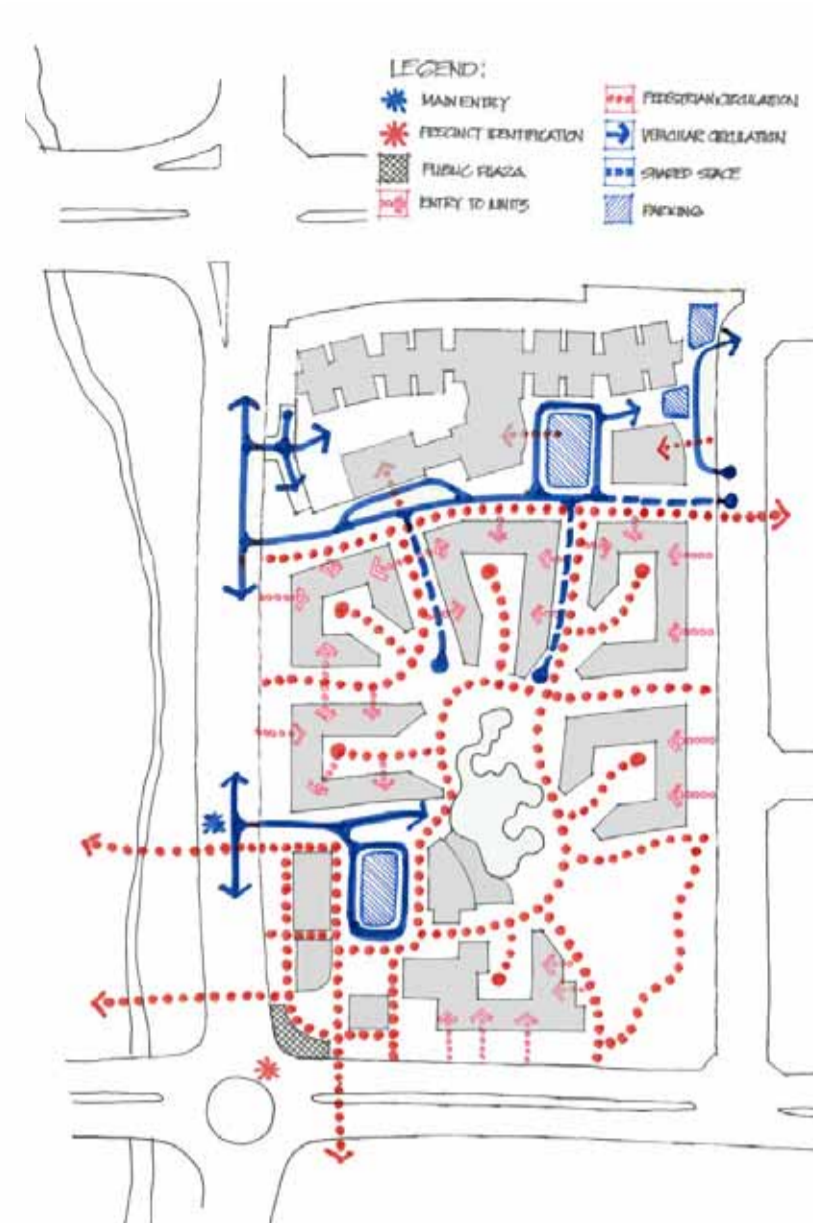 LEGEND:
MAIN ENTRY
PRECINCT IDENTIFICATION
PUBLIC PLAZA
ENTRY TO UNITS
PEDESTRIAN CIRCULATION
VEHICULAR CIRCULATION
SHARED SPACE
PARKING